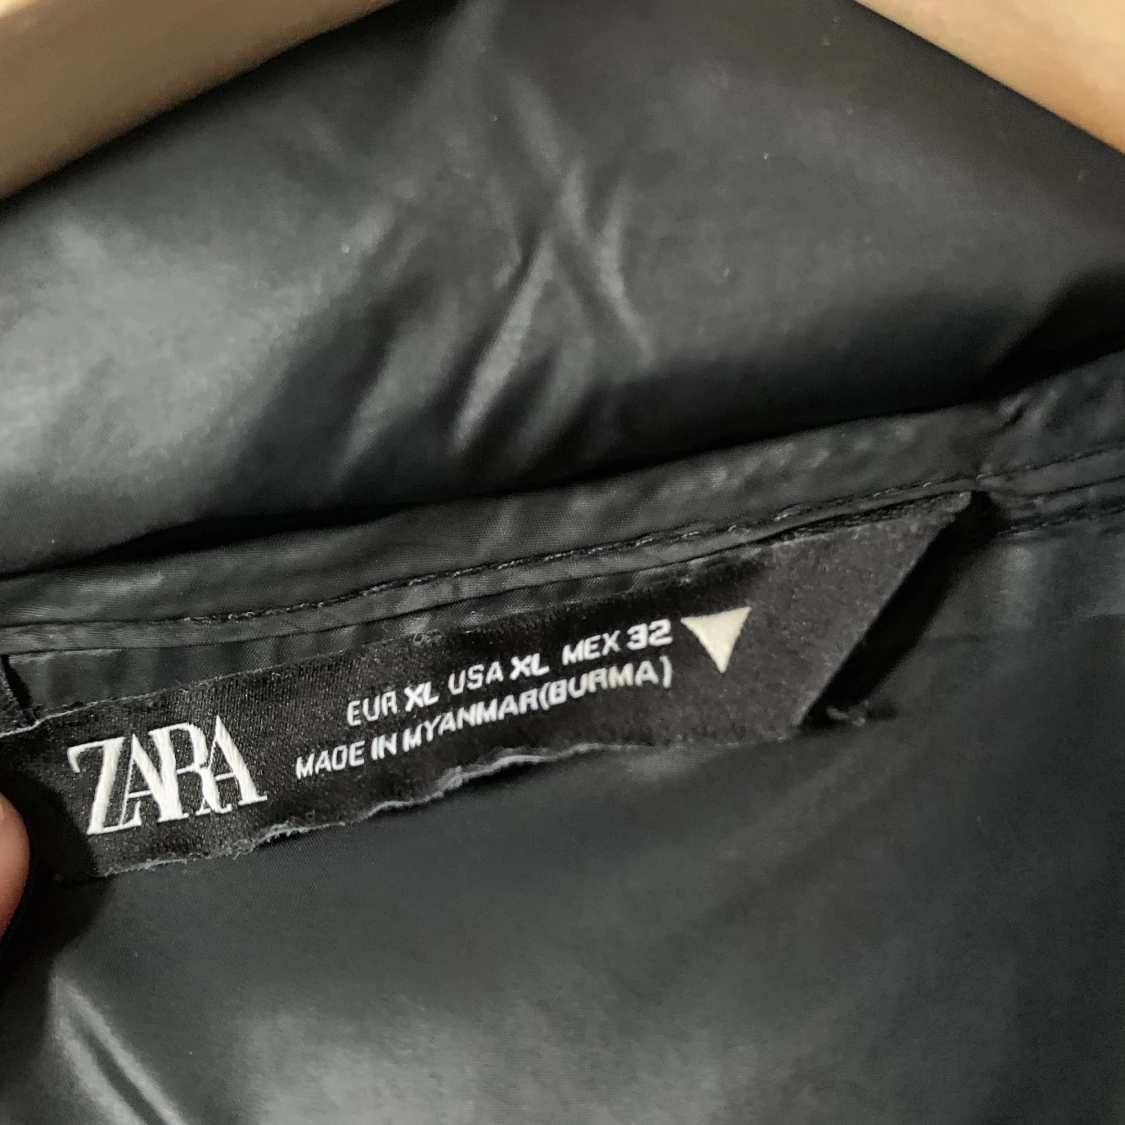 ZARA
EUR XL USA XL MEX 32
MADE IN MYANMAR(BURMA)